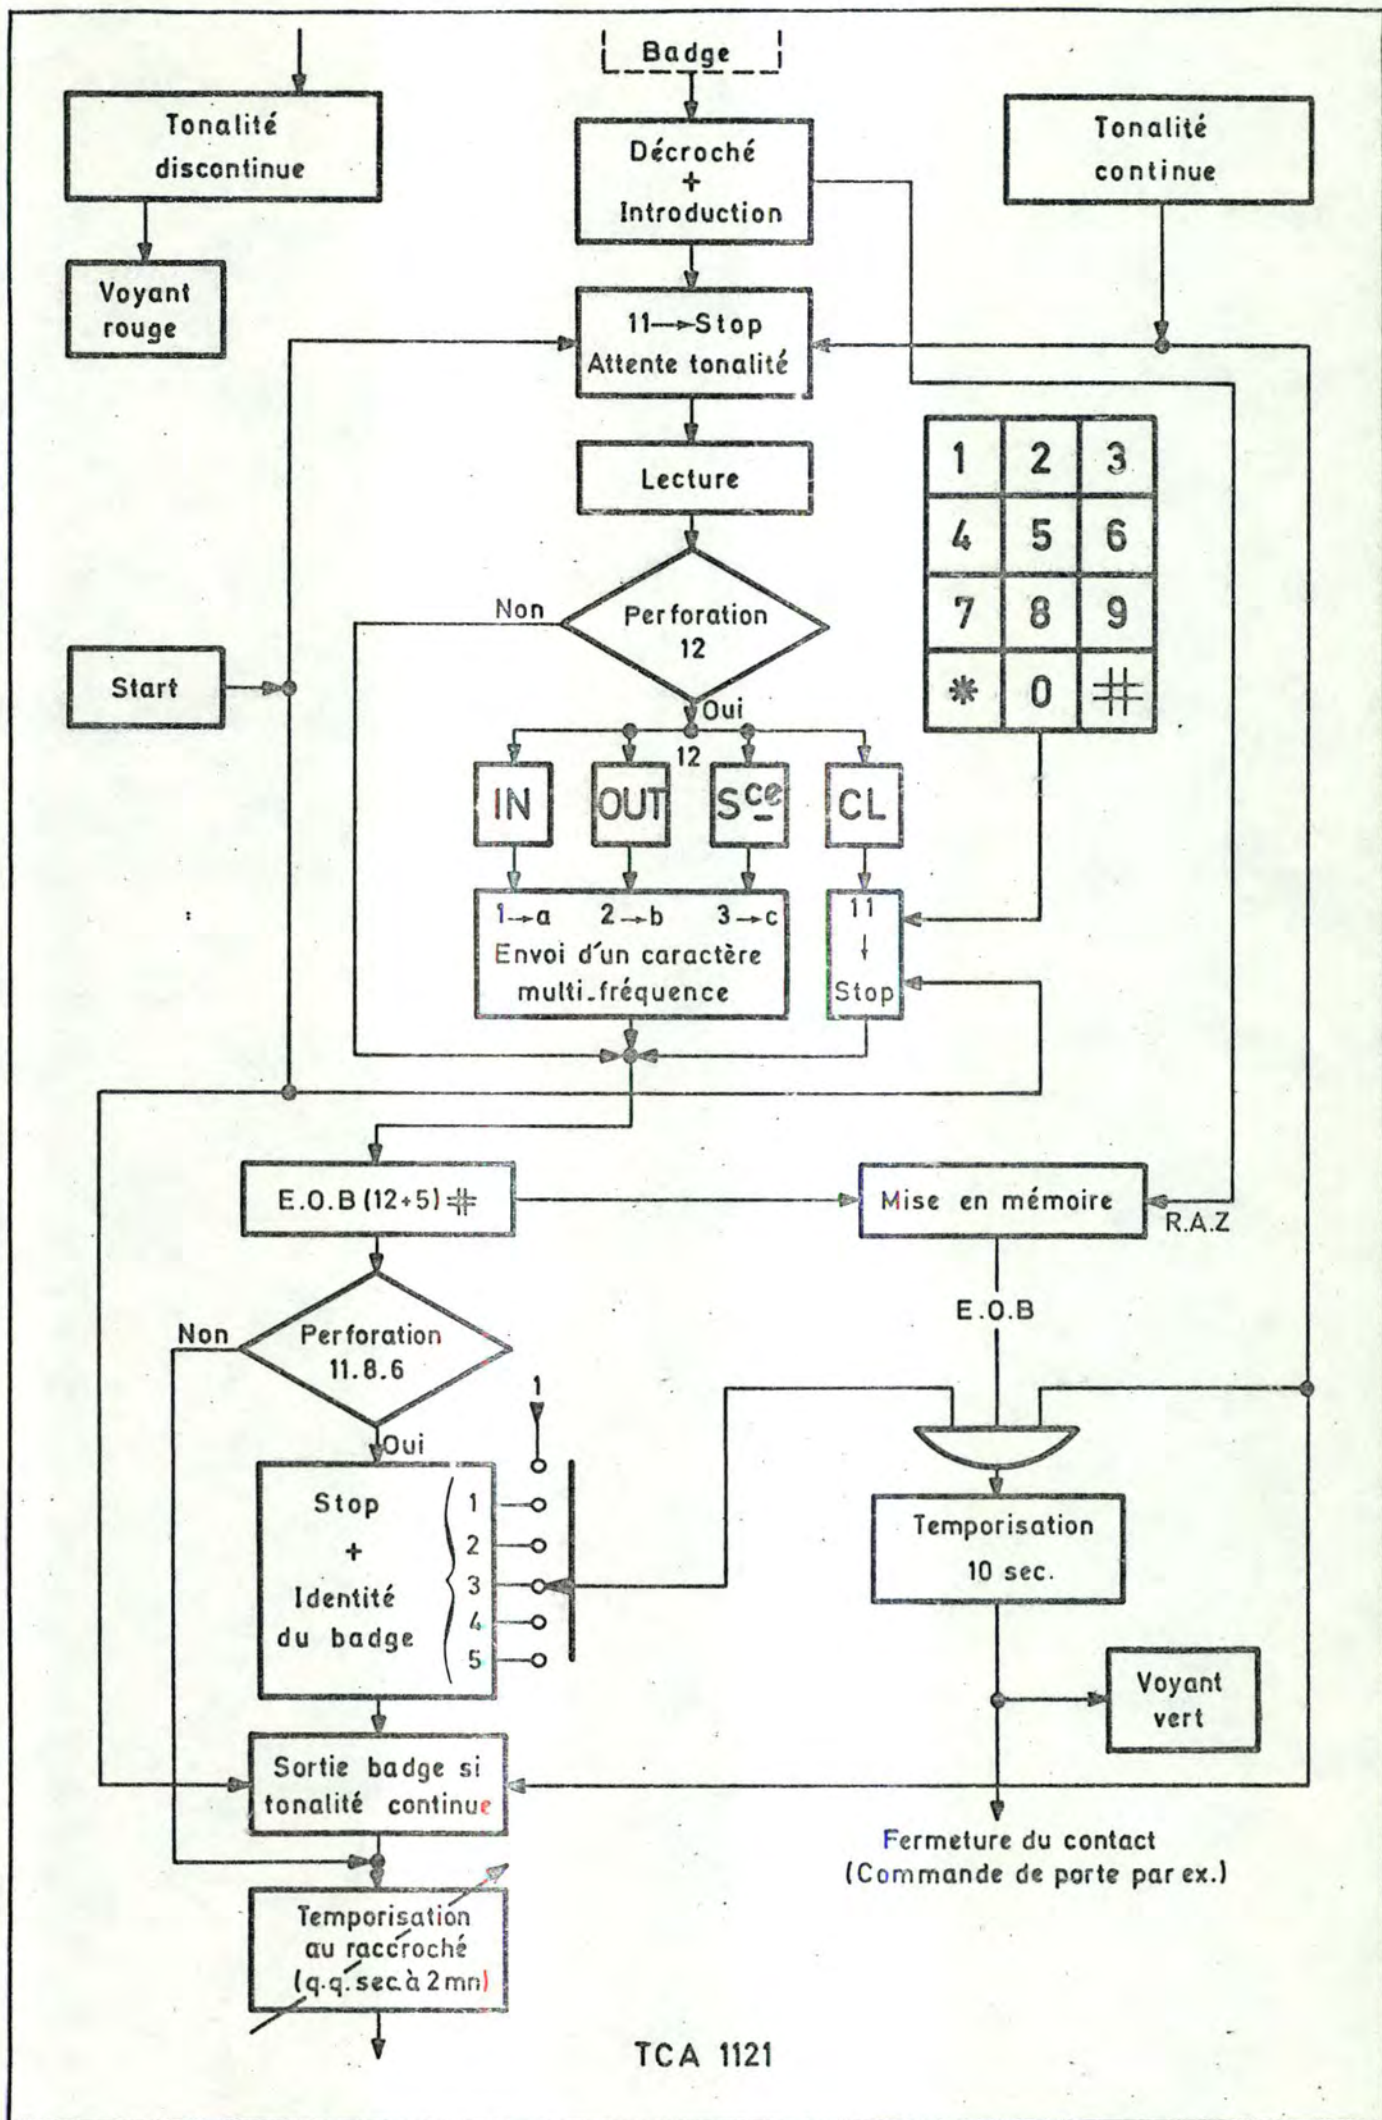 Badge
Tonalité
discontinue
Décroché
+
Introduction
Tonalité
continue
Voyant
rouge
11→Stop
Attente tonalité
Lecture
1 2 3
4 5 6
7 8 9
* 0 #
Non
Perforation
12
Oui
Start
12
IN OUT Sce CL
1→a 2→b 3→c
Envoi d'un caractère
multi-fréquence
11
↓
Stop
E.O.B (12+5) #
Mise en mémoire
R.A.Z
E.O.B
Non
Perforation
11.8.6
Oui
1
Stop
+
Identité
du badge
1
2
3
4
5
Temporisation
10 sec.
Voyant
vert
Sortie badge si
tonalité continue
Fermeture du contact
(Commande de porte par ex.)
Temporisation
au raccroché
(q.q. sec. à 2 mn)
TCA 1121